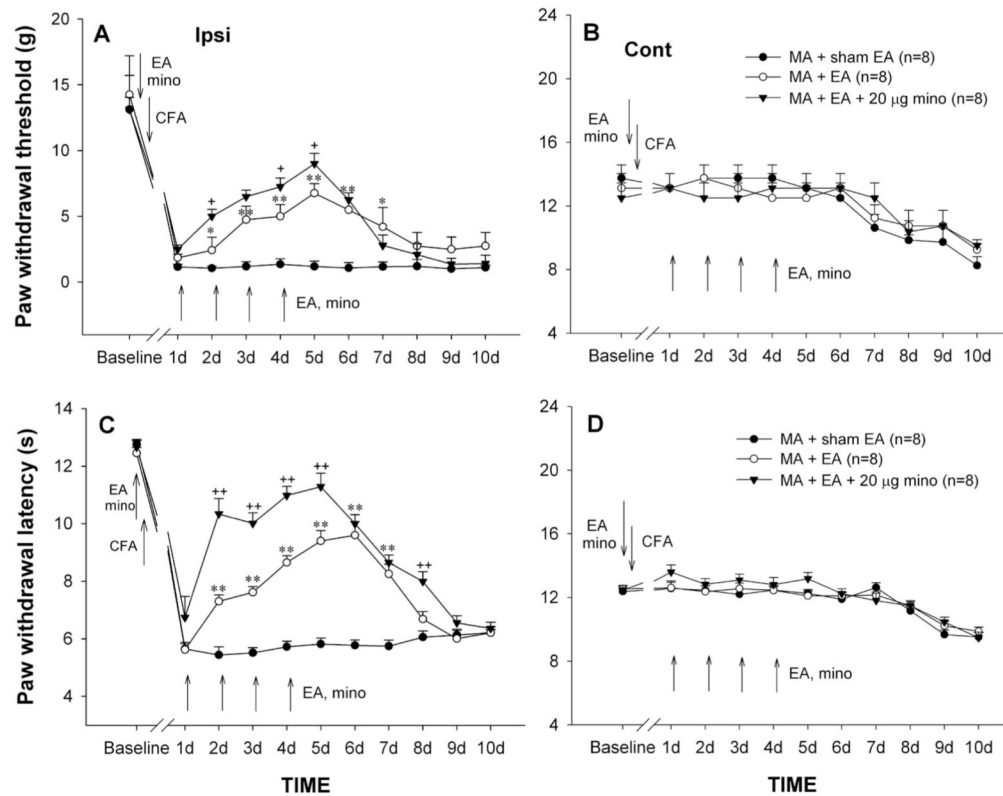 A
Ipsi
Paw withdrawal threshold (g)
20
15
10
5
0
EA
mino
CFA
+
+
+
*
**
**
**
**
*
EA, mino
Baseline 1d 2d 3d 4d 5d 6d 7d 8d 9d 10d
B
Cont
24
20
16
12
8
4
MA + sham EA (n=8)
MA + EA (n=8)
MA + EA + 20 μg mino (n=8)
EA
mino
CFA
EA, mino
Baseline 1d 2d 3d 4d 5d 6d 7d 8d 9d 10d
C
Paw withdrawal latency (s)
14
12
10
8
6
4
EA
mino
CFA
++
++
++
++
**
**
**
**
**
**
++
EA, mino
Baseline 1d 2d 3d 4d 5d 6d 7d 8d 9d 10d
TIME
D
24
20
16
12
8
4
MA + sham EA (n=8)
MA + EA (n=8)
MA + EA + 20 μg mino (n=8)
EA
mino
CFA
EA, mino
Baseline 1d 2d 3d 4d 5d 6d 7d 8d 9d 10d
TIME